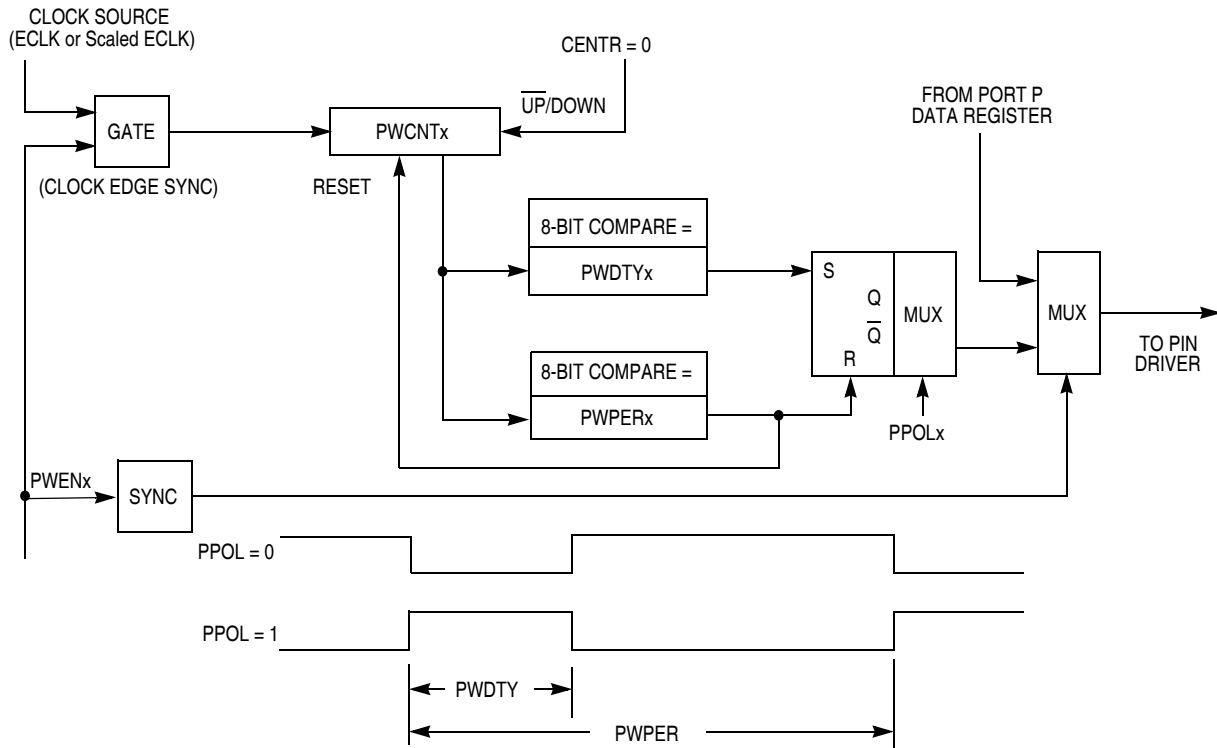 CLOCK SOURCE
(ECLK or Scaled ECLK)
CENTR = 0
U̅P̅/DOWN
FROM PORT P
DATA REGISTER
GATE
PWCNTx
(CLOCK EDGE SYNC)
RESET
8-BIT COMPARE =
PWDTYx
S
Q
Q̅
R
MUX
MUX
TO PIN
DRIVER
8-BIT COMPARE =
PWPERx
PPOLx
PWENx
SYNC
PPOL = 0
PPOL = 1
PWDTY
PWPER